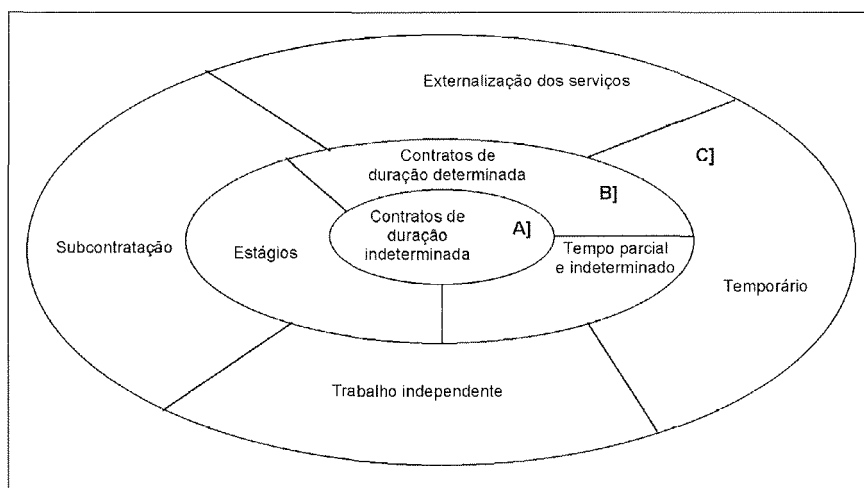 Externalização dos serviços
Contratos de
duração determinada
C]
B]
Contratos de
duração
indeterminada
A]
Subcontratação
Estágios
Tempo parcial
e indeterminado
Temporário
Trabalho independente